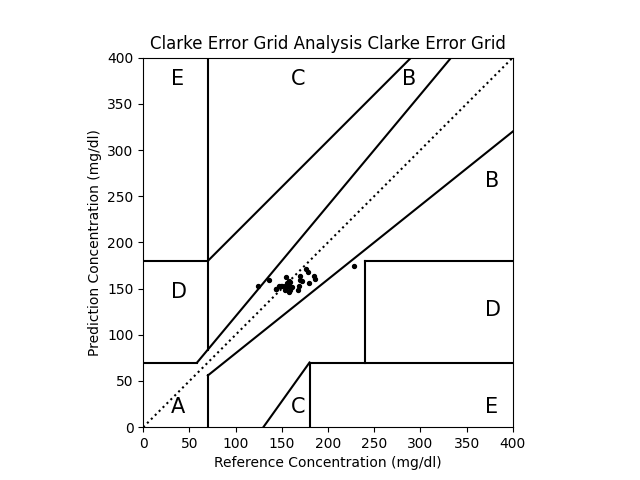 Clarke Error Grid Analysis Clarke Error Grid
Prediction Concentration (mg/dl)
400
350
300
250
200
150
100
50
0
E
C
B
B
D
D
A
C
E
0 50 100 150 200 250 300 350 400
Reference Concentration (mg/dl)